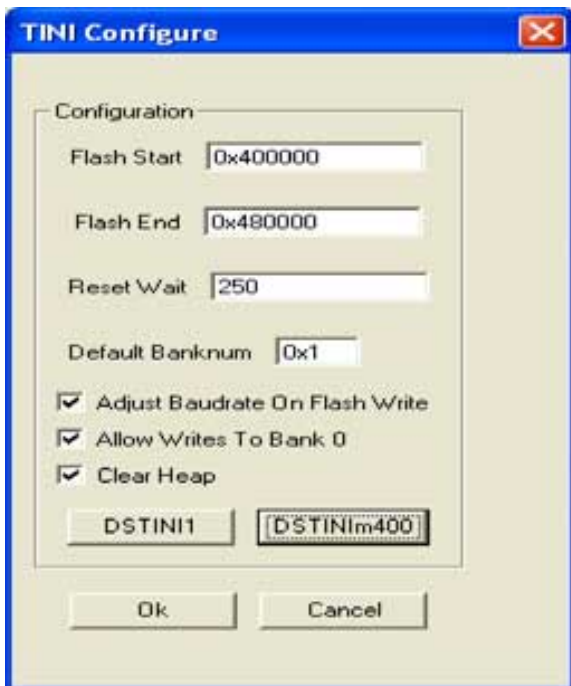 TINI Configure
Configuration
Flash Start 0x400000
Flash End 0x480000
Reset Wait 250
Default Banknum 0x1
Adjust Baudrate On Flash Write
Allow Writes To Bank 0
Clear Heap
DSTINI1 DSTINIm400
Ok Cancel